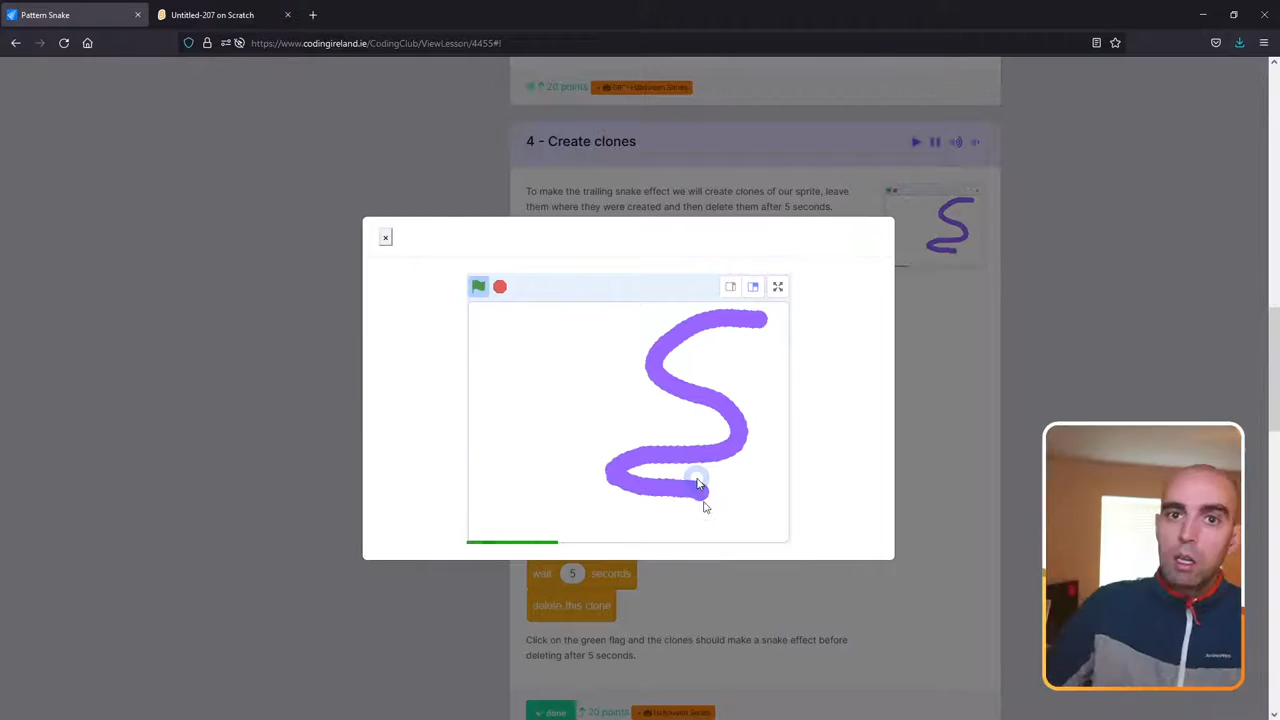 Pattern Snake
Untitled-207 on Scratch
https://www.codingireland.ie/CodingClub/ViewLesson/4455#!
20 points
4 - Create clones
To make the trailing snake effect we will create clones of our sprite, leave
them where they were created and then delete them after 5 seconds.
wait 5 seconds
delete this clone
Click on the green flag and the clones should make a snake effect before
deleting after 5 seconds.
done 20 points Halloween Series